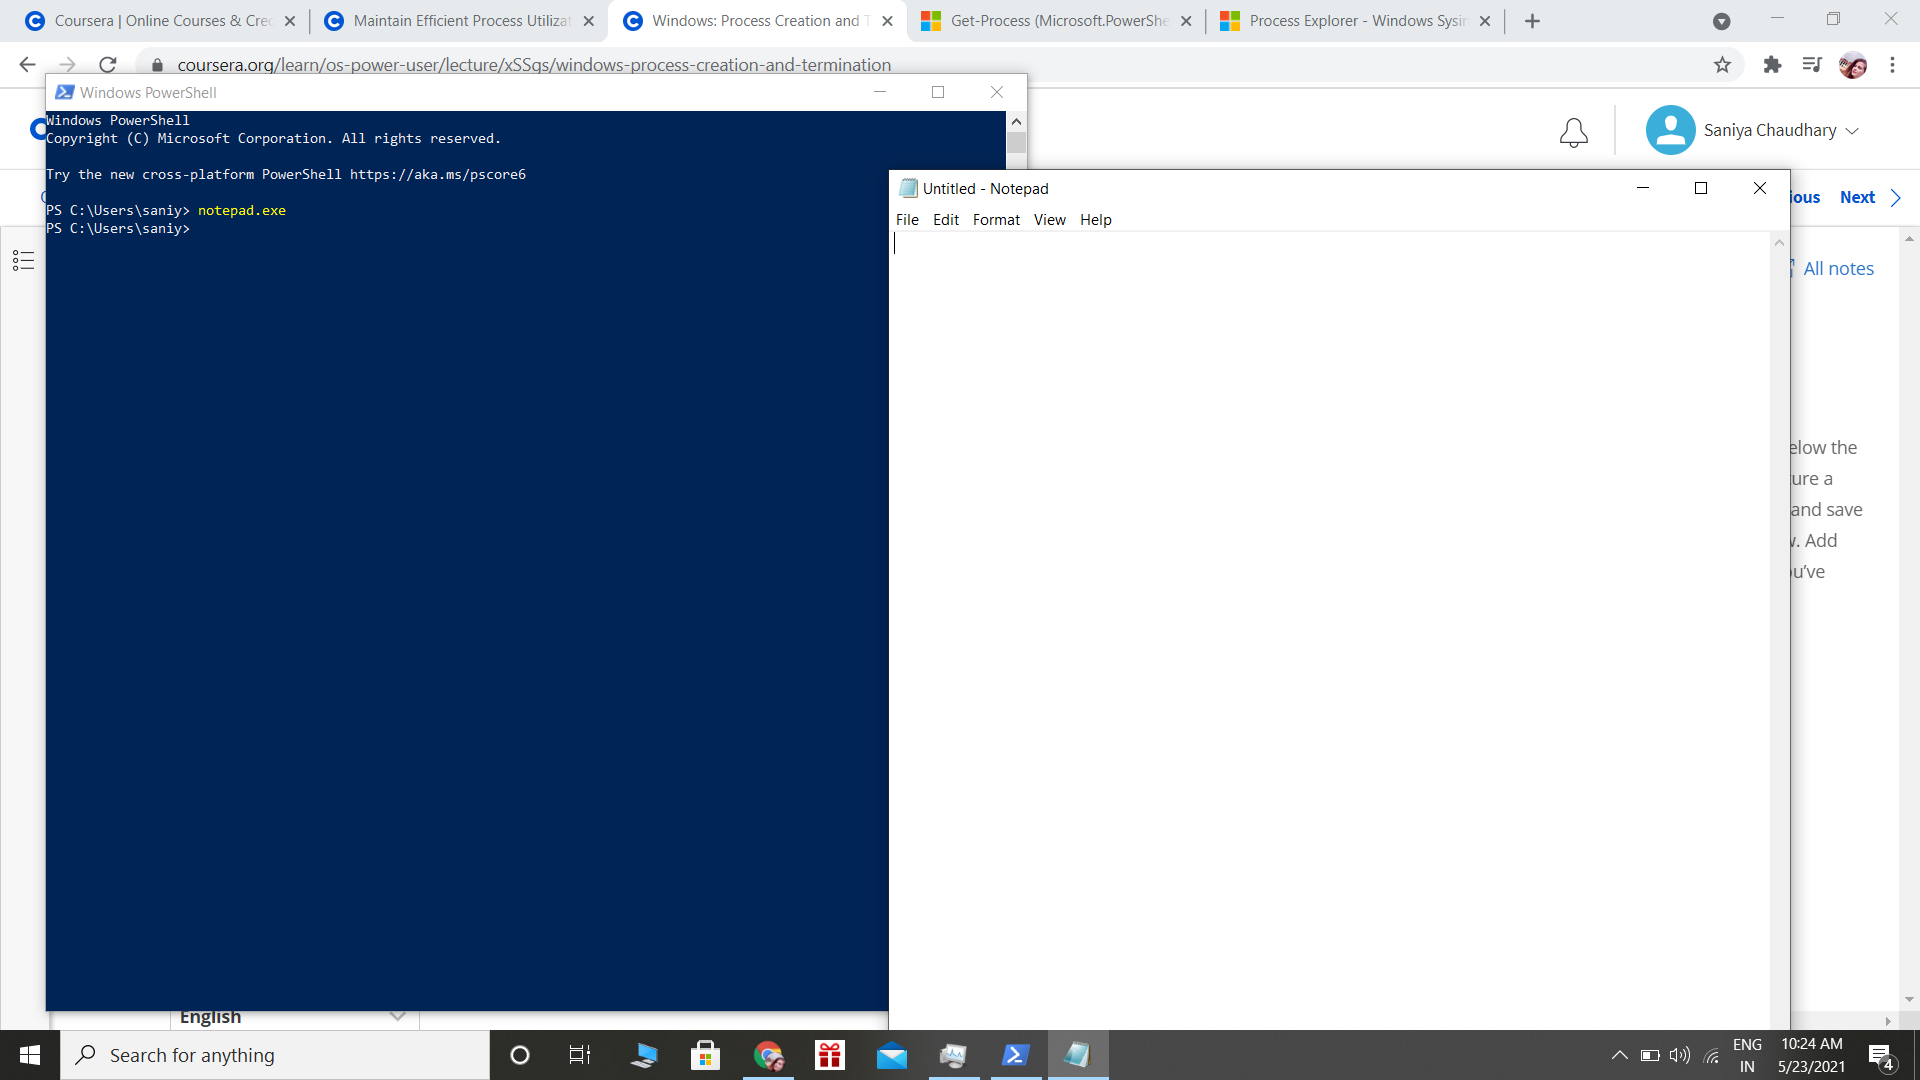 Coursera | Online Courses & Cred
Maintain Efficient Process Utilizat
Windows: Process Creation and T
Get-Process (Microsoft.PowerShe
Process Explorer - Windows Sysin
coursera.org/learn/os-power-user/lecture/xSSgs/windows-process-creation-and-termination
Windows PowerShell
Windows PowerShell
Copyright (C) Microsoft Corporation. All rights reserved.
Try the new cross-platform PowerShell https://aka.ms/pscore6
PS C:\Users\saniy> notepad.exe
PS C:\Users\saniy>
Saniya Chaudhary
Untitled - Notepad
File Edit Format View Help
ious Next
All notes
elow the
ture a
and save
w. Add
ou've
English
Search for anything
ENG
IN
10:24 AM
5/23/2021
4